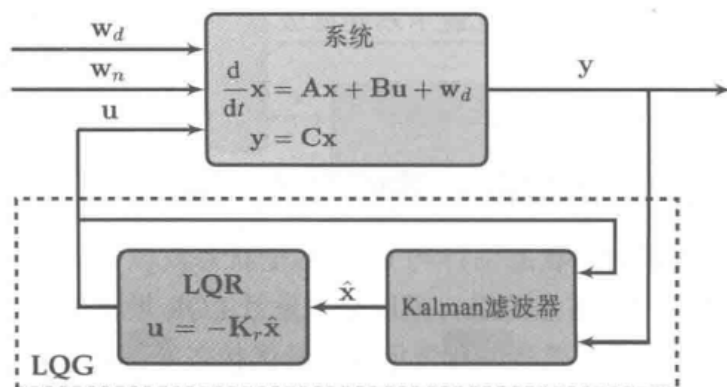 w_d
系统
w_n
d/dt x = Ax + Bu + w_d
y
u
y = Cx
LQR
x̂
Kalman滤波器
u = −K_r x̂
LQG